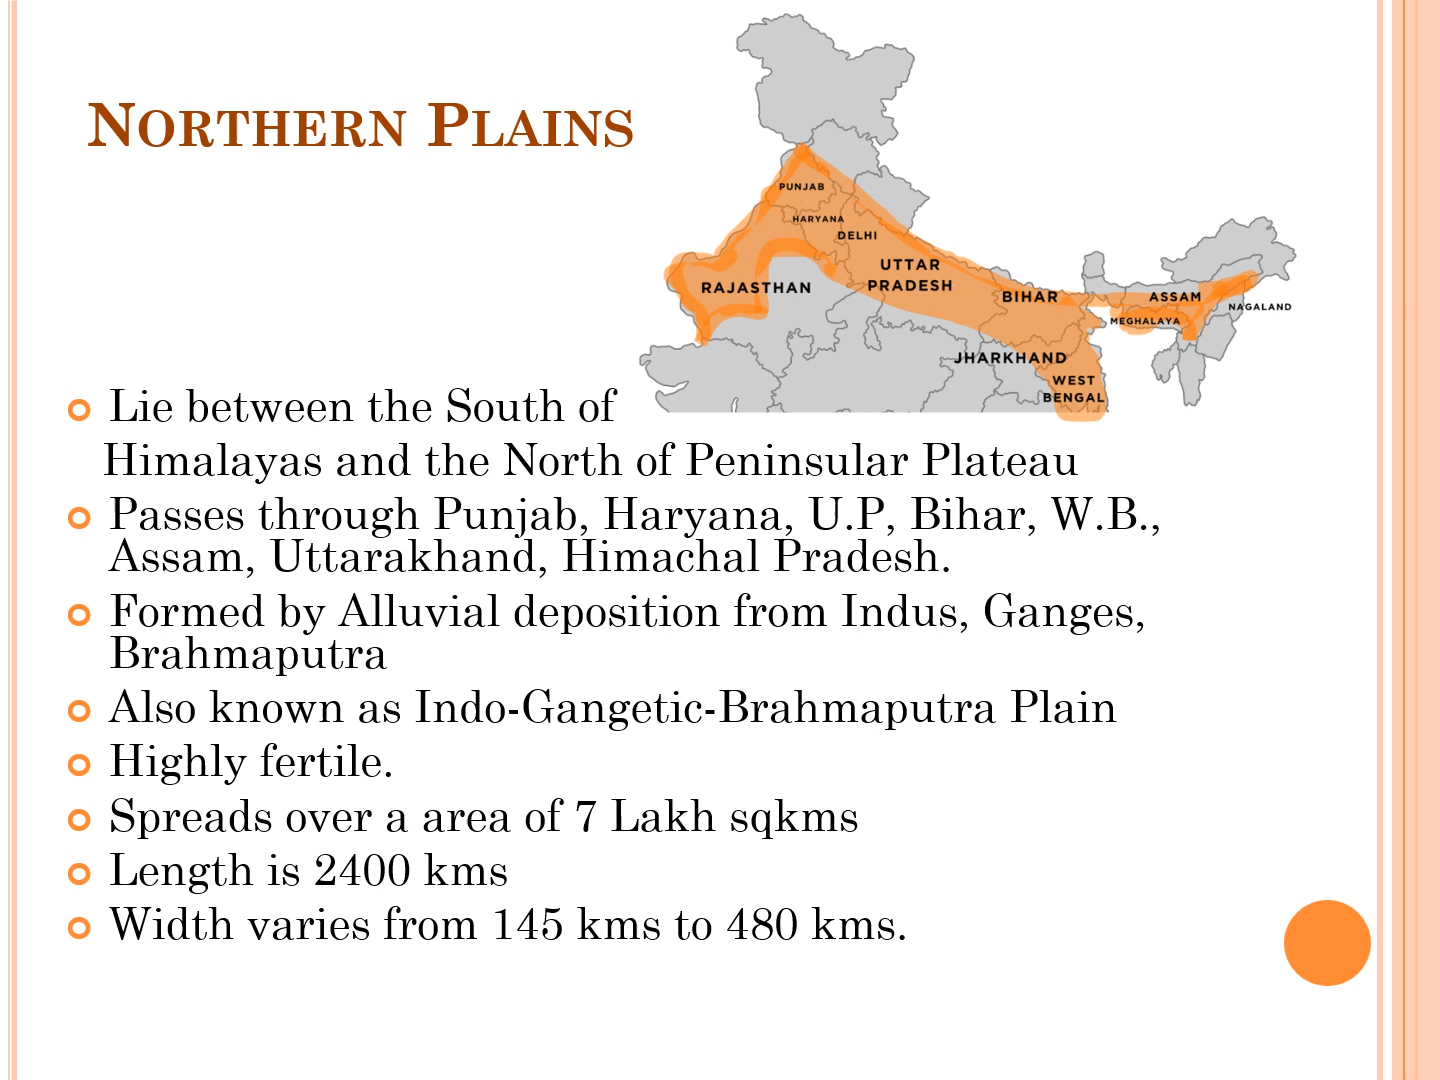 NORTHERN PLAINS
PUNJAB
HARYANA
DELHI
UTTAR
PRADESH
RAJASTHAN
BIHAR
ASSAM
NAGALAND
MEGHALAYA
JHARKHAND
WEST
BENGAL
Lie between the South of
Himalayas and the North of Peninsular Plateau
Passes through Punjab, Haryana, U.P, Bihar, W.B.,
Assam, Uttarakhand, Himachal Pradesh.
Formed by Alluvial deposition from Indus, Ganges,
Brahmaputra
Also known as Indo-Gangetic-Brahmaputra Plain
Highly fertile.
Spreads over a area of 7 Lakh sqkms
Length is 2400 kms
Width varies from 145 kms to 480 kms.